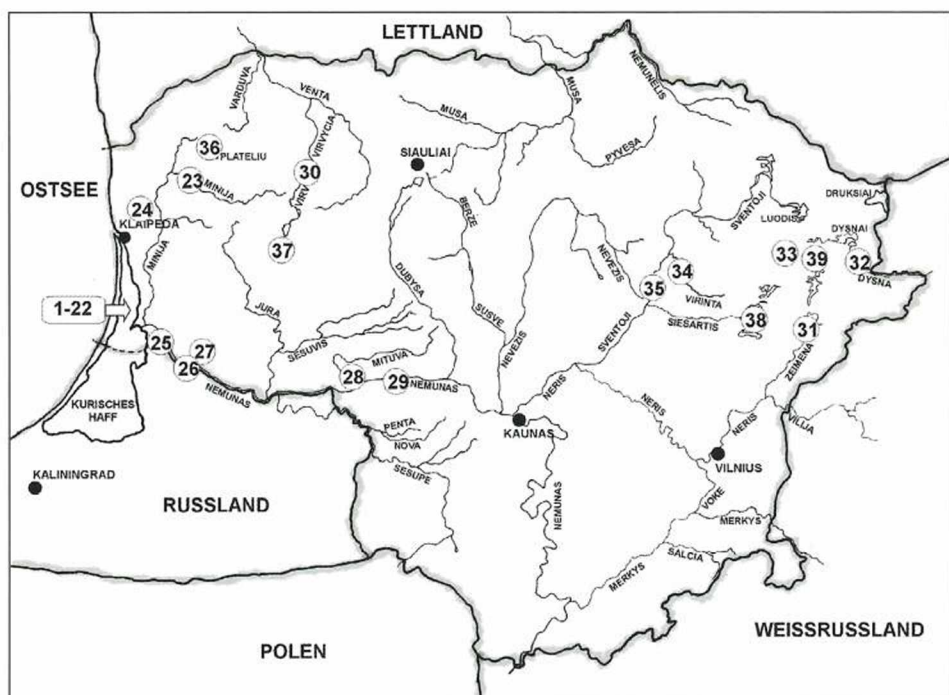 LETTLAND
NEMUNELIS
VARDUVA
VENTA
MUSA
MUSA
VIRVYCIA
36
PLATELIU
SIAULIAI
PYVESA
30
OSTSEE
23
MINIJA
VIRV
SVENTOJI
DRUKSIAI
24
KLAIPEDA
BERŽE
LUODIS
DYSNAI
MINIJA
37
NEVEZIS
33
39
32
DYSNA
34
DUBYSA
35
VIRINTA
1-22
JURA
SUSVE
SIESARTIS
38
31
25
SESUVIS
NEVEZIS
SVENTOJI
27
26
MITUVA
ZEIMENA
28
29
NEMUNAS
NEMUNAS
NERIS
NERIS
KURISCHES
HAFF
NERIS
VILIJA
PENTA
KAUNAS
NOVA
KALININGRAD
SESUPE
VILNIUS
RUSSLAND
NEMUNAS
VOKE
MERKYS
SALCIA
MERKYS
WEISSRUSSLAND
POLEN